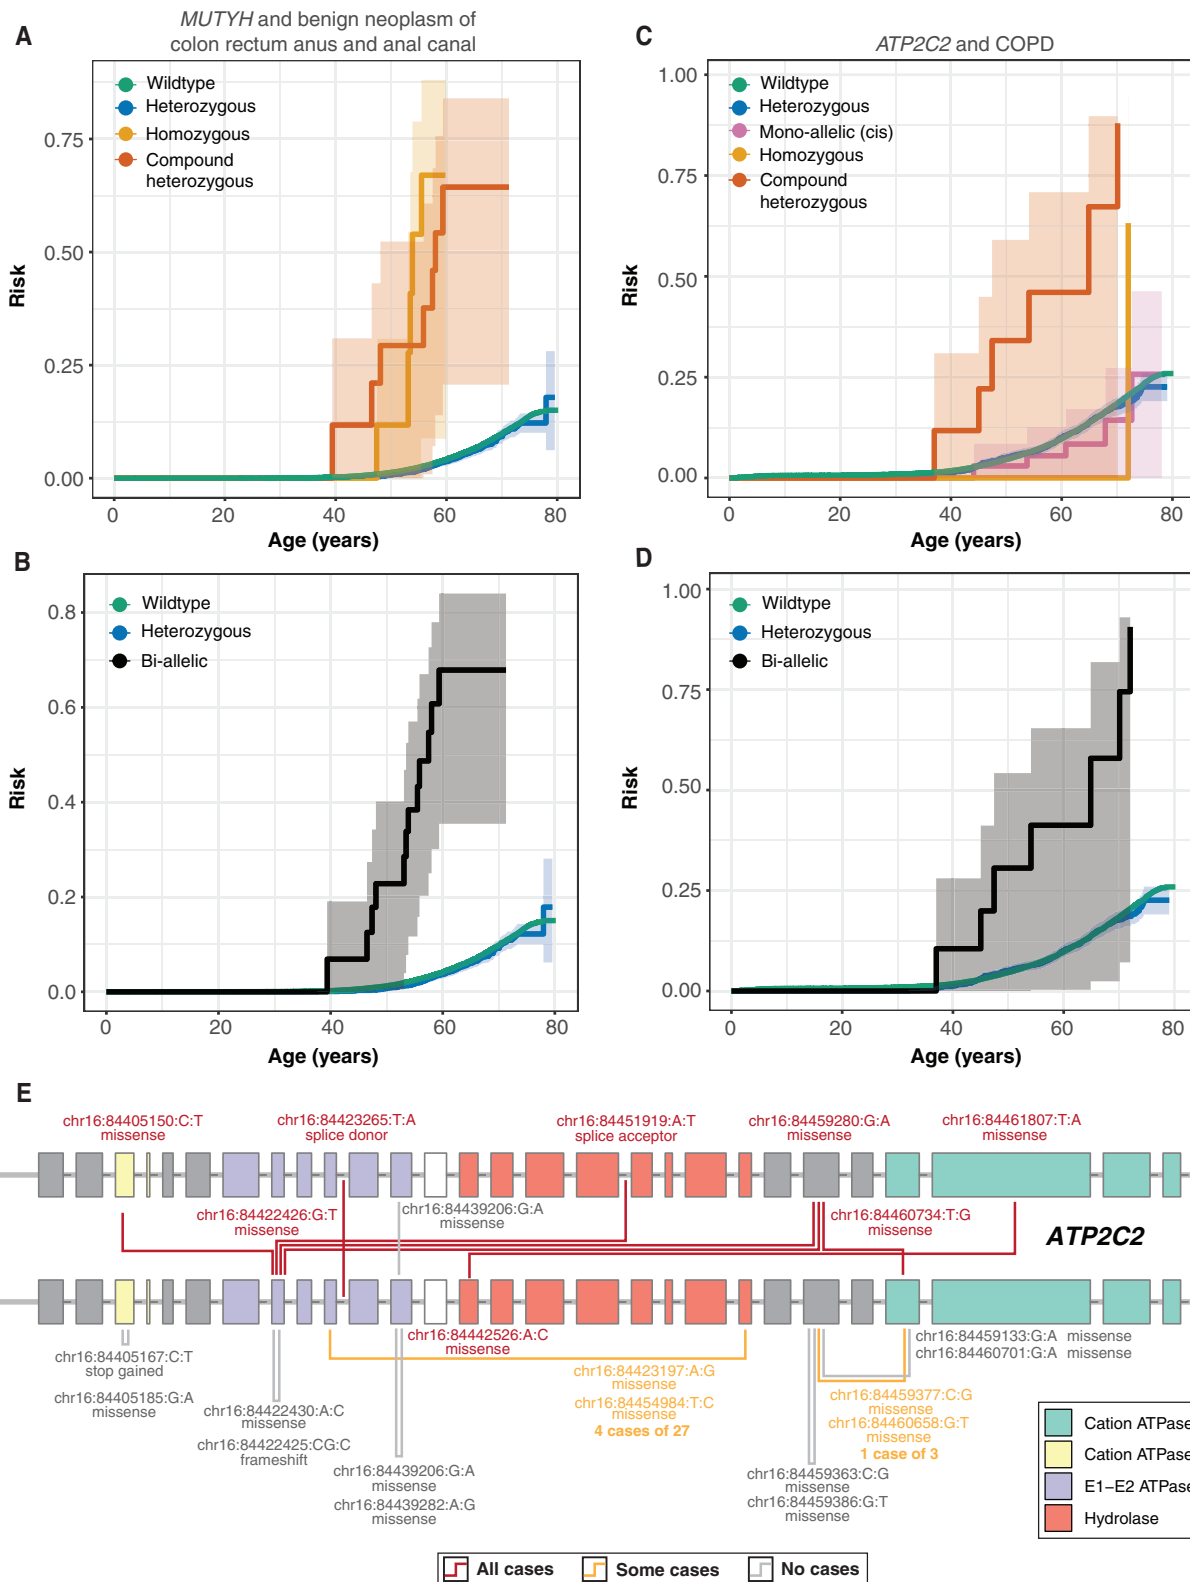 A
MUTYH and benign neoplasm of
colon rectum anus and anal canal
Wildtype
Heterozygous
Homozygous
Compound
heterozygous
Risk
0.75
0.50
0.25
0.00
0
20
40
60
80
Age (years)
C
ATP2C2 and COPD
Wildtype
Heterozygous
Mono-allelic (cis)
Homozygous
Compound
heterozygous
Risk
1.00
0.75
0.50
0.25
0.00
0
20
40
60
80
Age (years)
B
Wildtype
Heterozygous
Bi-allelic
Risk
0.8
0.6
0.4
0.2
0.0
0
20
40
60
80
Age (years)
D
Wildtype
Heterozygous
Bi-allelic
Risk
1.00
0.75
0.50
0.25
0.00
0
20
40
60
80
Age (years)
E
chr16:84405150:C:T
missense
chr16:84423265:T:A
splice donor
chr16:84451919:A:T
splice acceptor
chr16:84459280:G:A
missense
chr16:84461807:T:A
missense
chr16:84422426:G:T
missense
chr16:84439206:G:A
missense
chr16:84460734:T:G
missense
ATP2C2
chr16:84442526:A:C
missense
chr16:84459133:G:A missense
chr16:84460701:G:A missense
chr16:84405167:C:T
stop gained
chr16:84405185:G:A
missense
chr16:84422430:A:C
missense
chr16:84422425:CG:C
frameshift
chr16:84439206:G:A
missense
chr16:84439282:A:G
missense
chr16:84423197:A:G
missense
chr16:84454984:T:C
missense
4 cases of 27
chr16:84459377:C:G
missense
chr16:84460658:G:T
missense
1 case of 3
chr16:84459363:C:G
missense
chr16:84459386:G:T
missense
Cation ATPase
Cation ATPase
E1–E2 ATPase
Hydrolase
All cases
Some cases
No cases